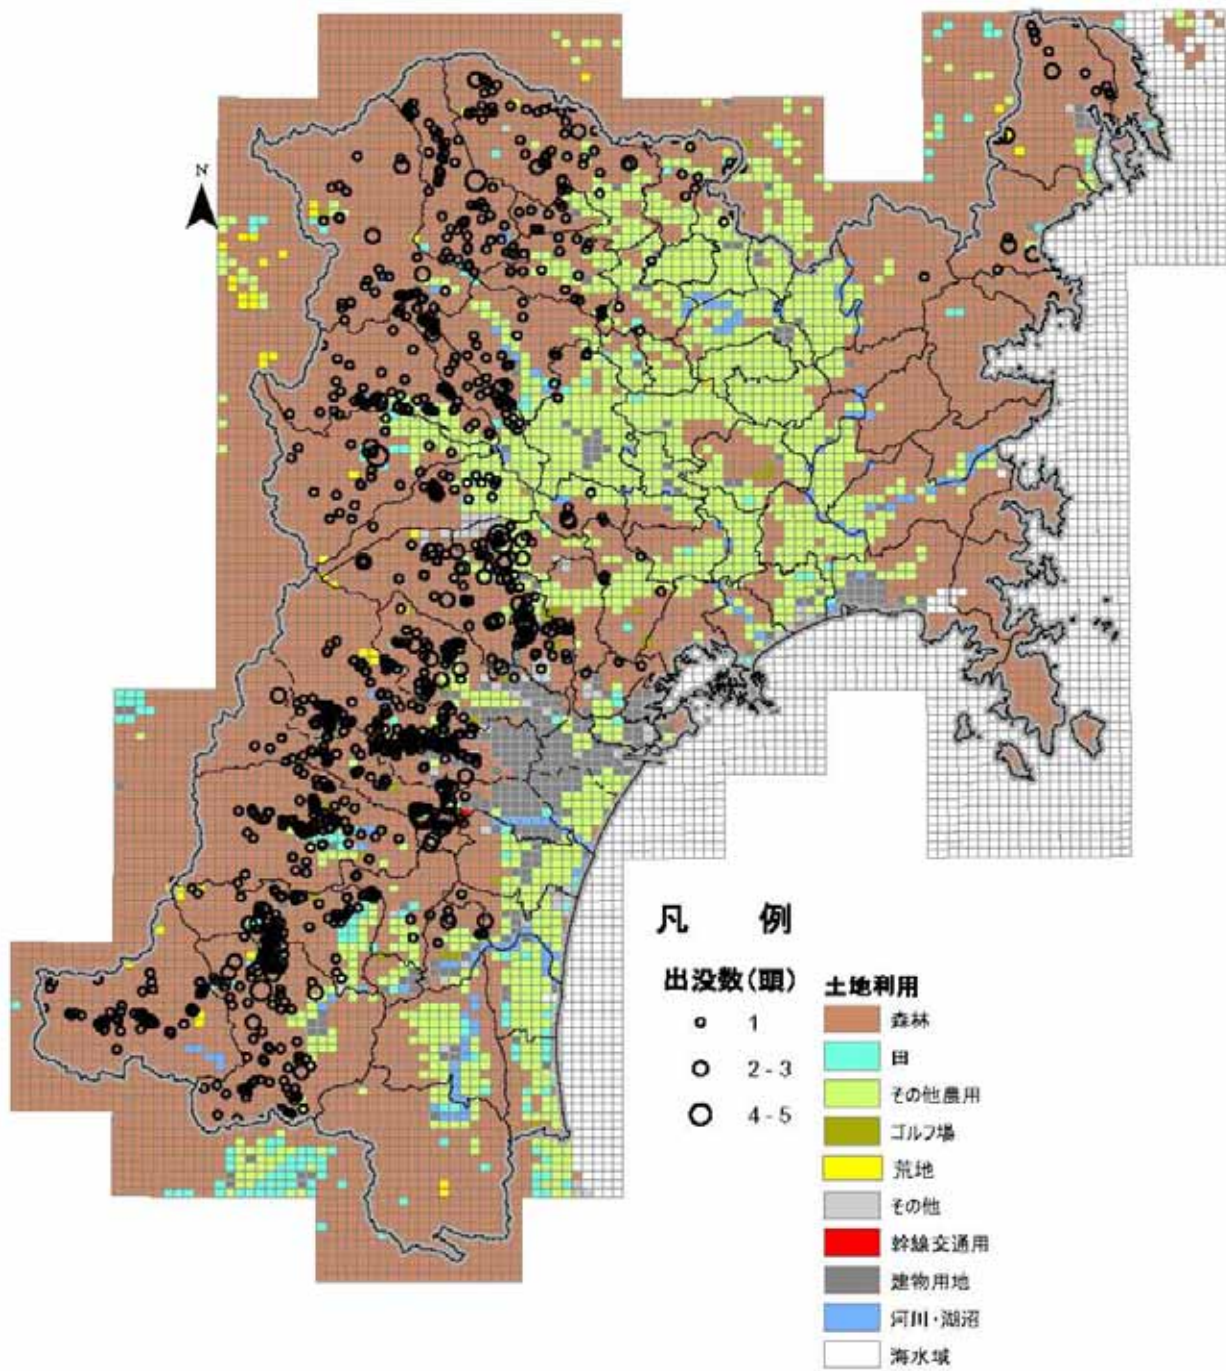 N
凡 例
出没数(頭)
1
2-3
4-5
土地利用
森林
田
その他農用
ゴルフ場
荒地
その他
幹線交通用
建物用地
河川・湖沼
海水域